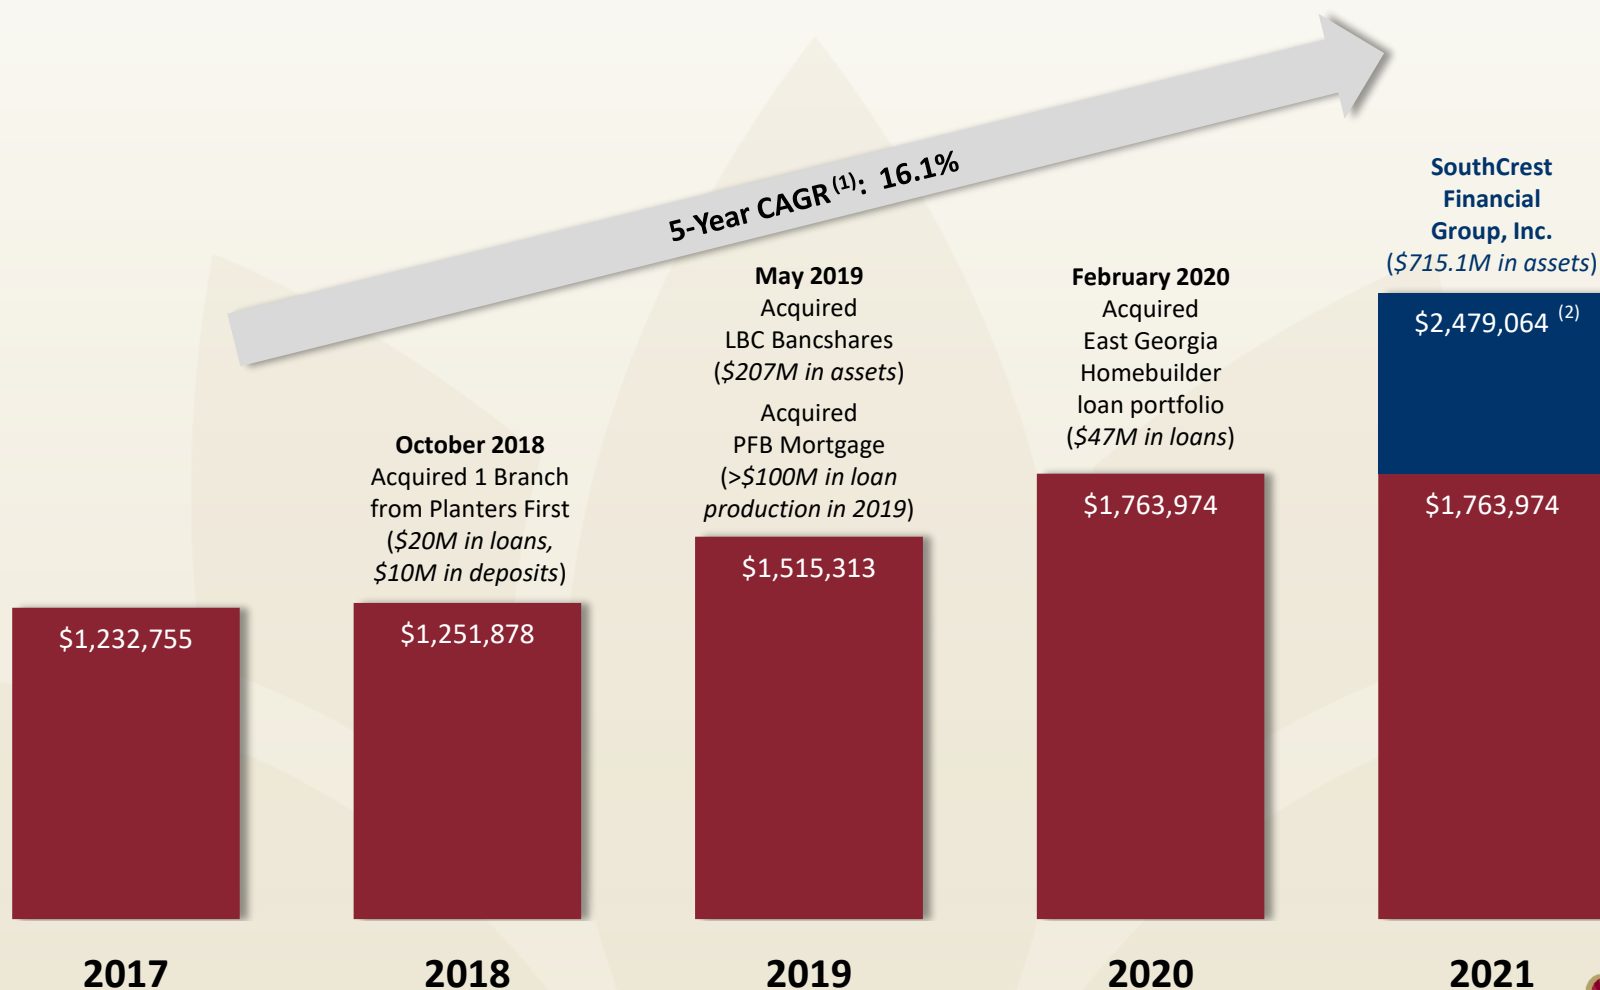 5-Year CAGR (1): 16.1%
SouthCrest
Financial
Group, Inc.
($715.1M in assets)
May 2019
Acquired
LBC Bancshares
($207M in assets)
Acquired
PFB Mortgage
(>$100M in loan
production in 2019)
February 2020
Acquired
East Georgia
Homebuilder
loan portfolio
($47M in loans)
October 2018
Acquired 1 Branch
from Planters First
($20M in loans,
$10M in deposits)
$1,232,755
$1,251,878
$1,515,313
$1,763,974
$2,479,064 (2)
$1,763,974
2017
2018
2019
2020
2021